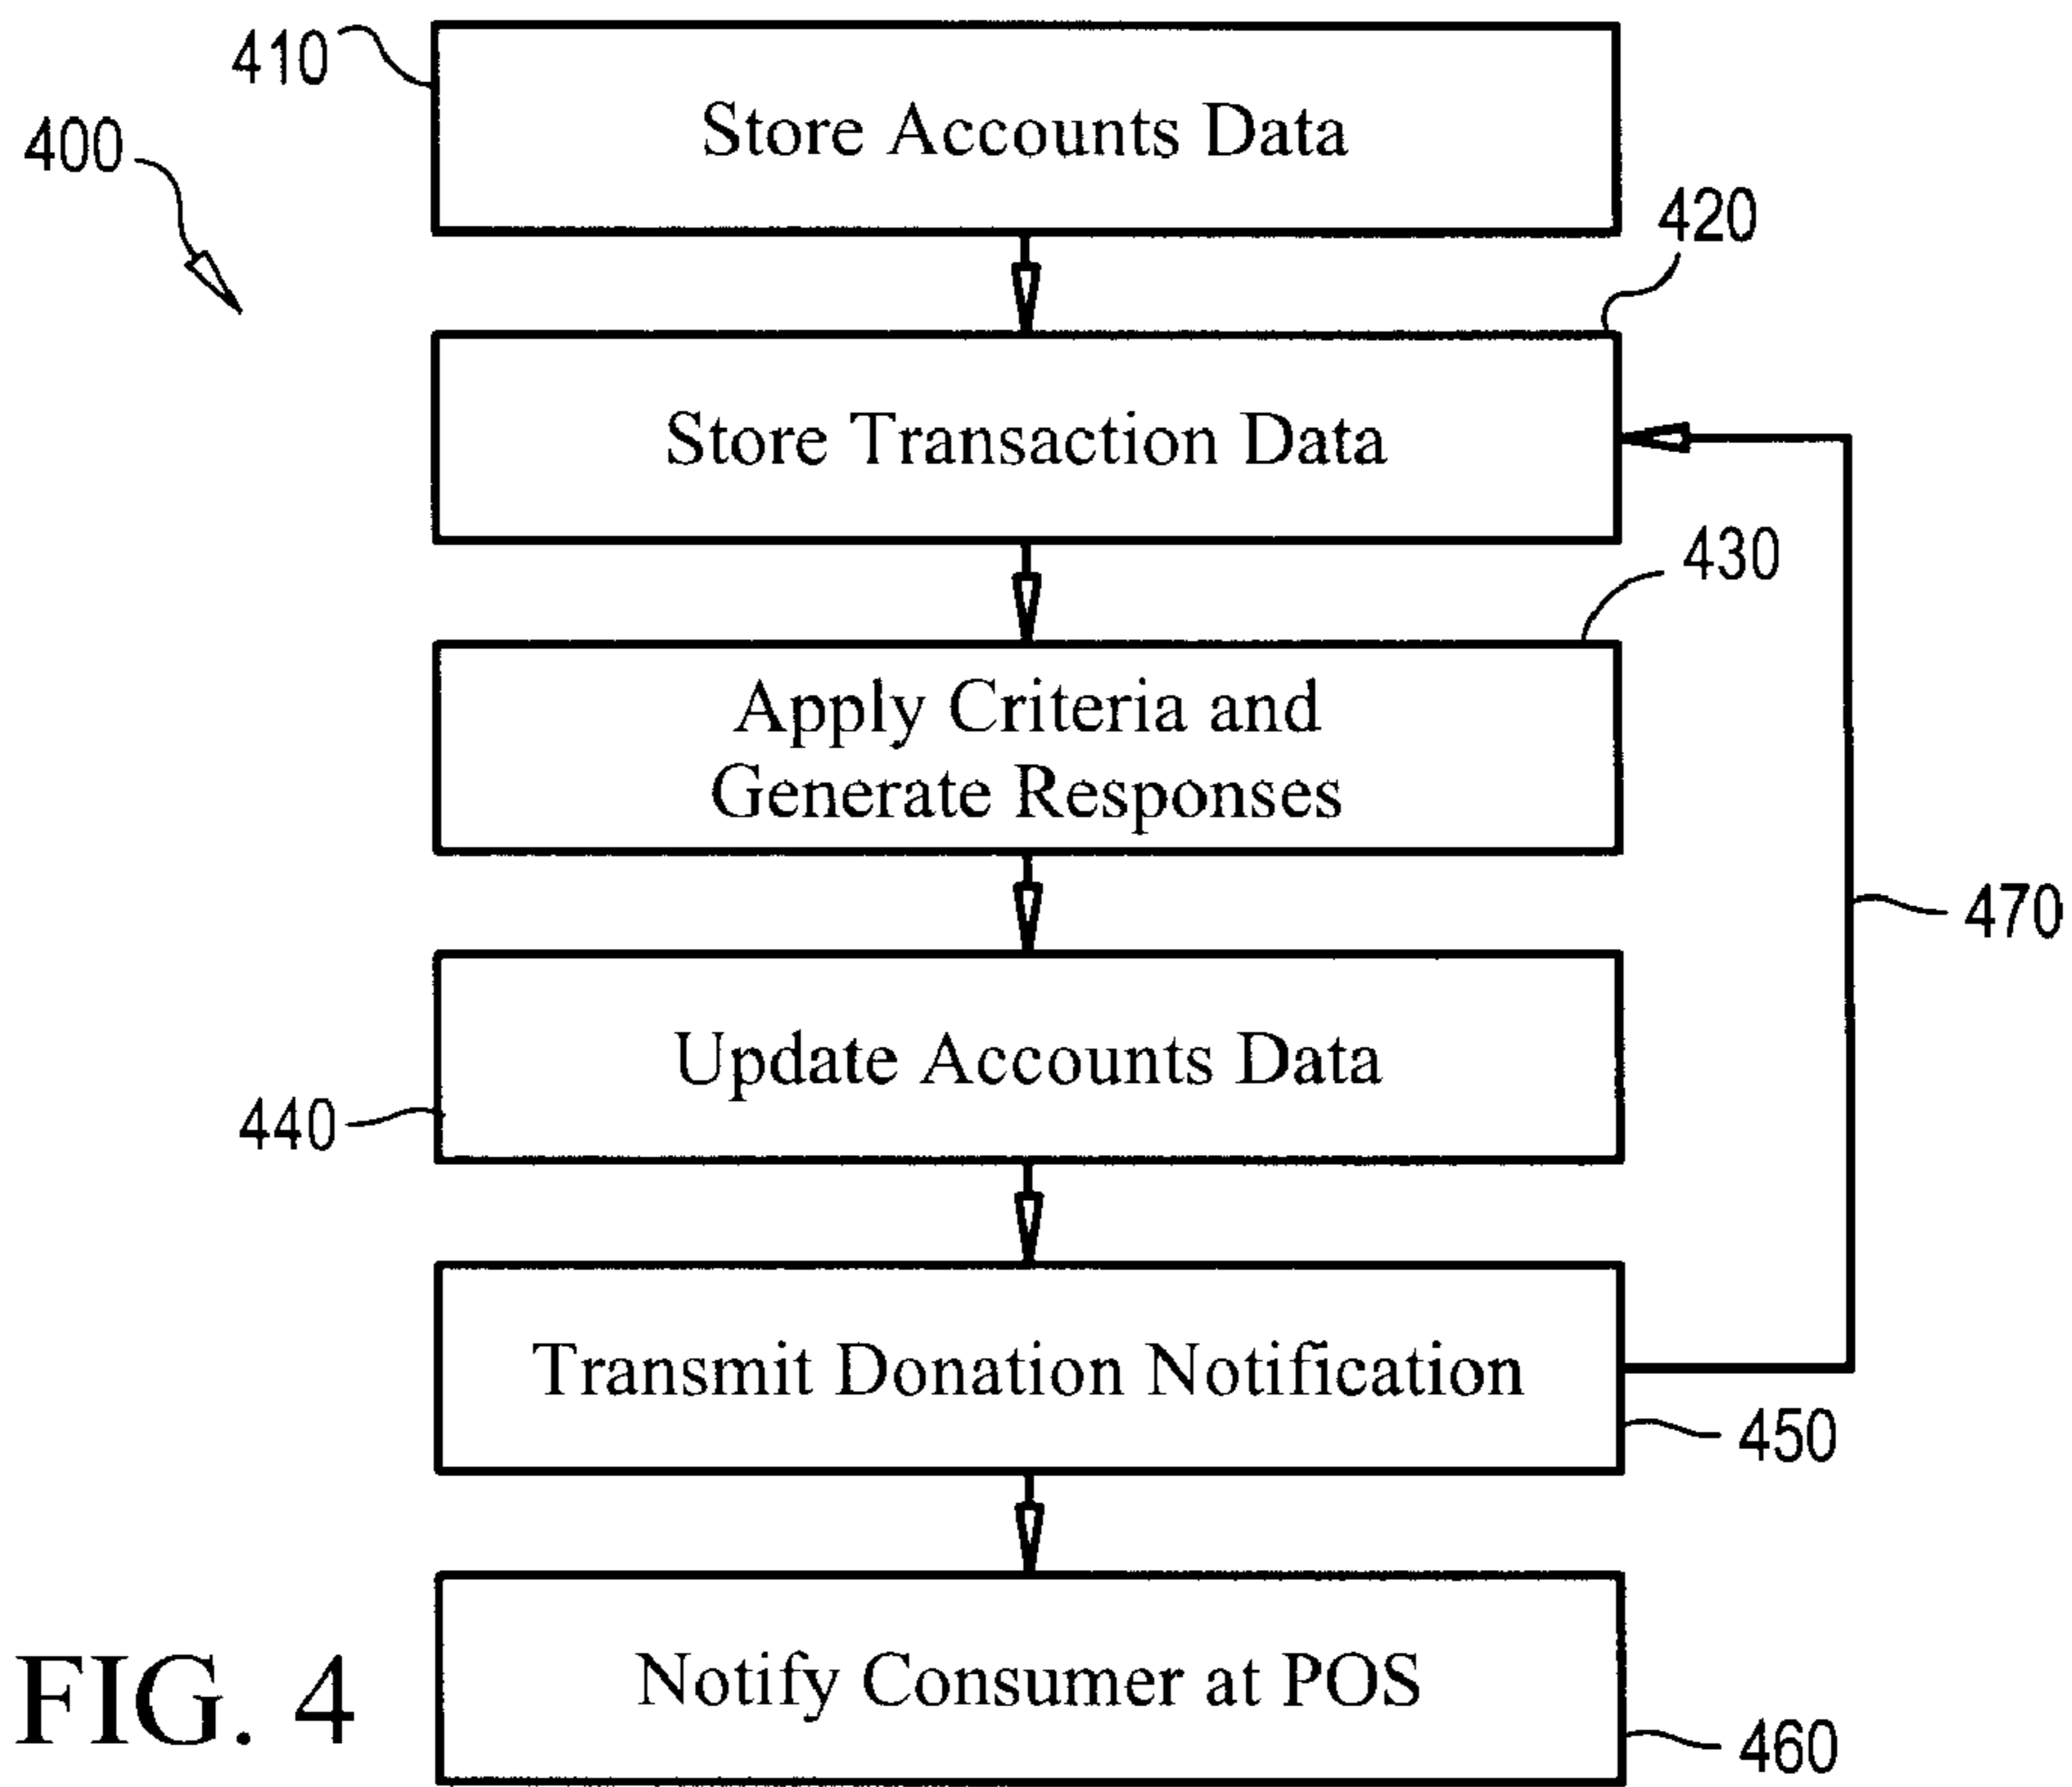 410
Store Accounts Data
400
420
Store Transaction Data
430
Apply Criteria and
Generate Responses
470
Update Accounts Data
440
Transmit Donation Notification
450
Notify Consumer at POS
FIG. 4
460